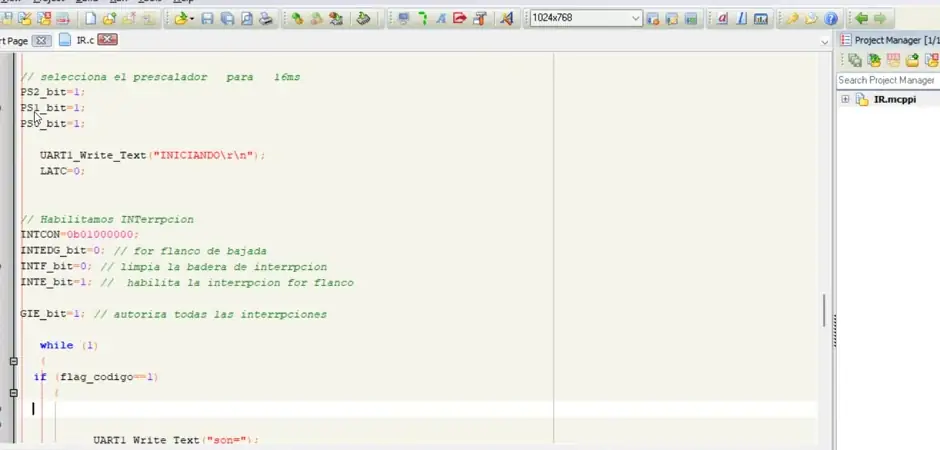 1024x768
rt Page
IR.c
Project Manager [1/1
Search Project Manager
IR.mcppi
// selecciona el prescalador para 16ms
PS2_bit=1;
PS1_bit=1;
PS0_bit=1;
UART1_Write_Text("INICIANDO\r\n");
LATC=0;
// Habilitamos INTerrpcion
INTCON=0b01000000;
INTEDG_bit=0; // for flanco de bajada
INTF_bit=0; // limpia la badera de interrpcion
INTE_bit=1; // habilita la interrpcion for flanco
GIE_bit=1; // autoriza todas las interrpciones
while (1)
{
if (flag_codigo==1)
{
UART1_Write_Text("son=");